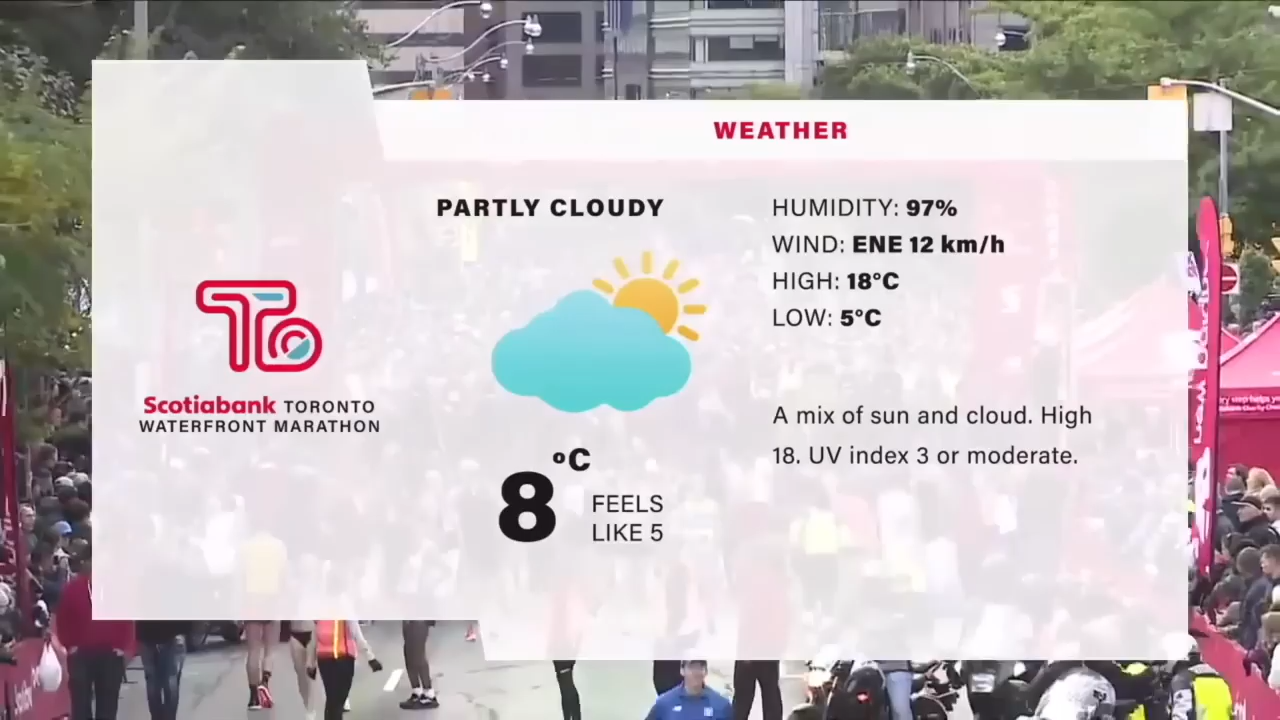 WEATHER
PARTLY CLOUDY
HUMIDITY: 97%
WIND: ENE 12 km/h
HIGH: 18°C
LOW: 5°C
To
Scotiabank TORONTO
WATERFRONT MARATHON
A mix of sun and cloud. High
18. UV index 3 or moderate.
8°C
FEELS
LIKE 5